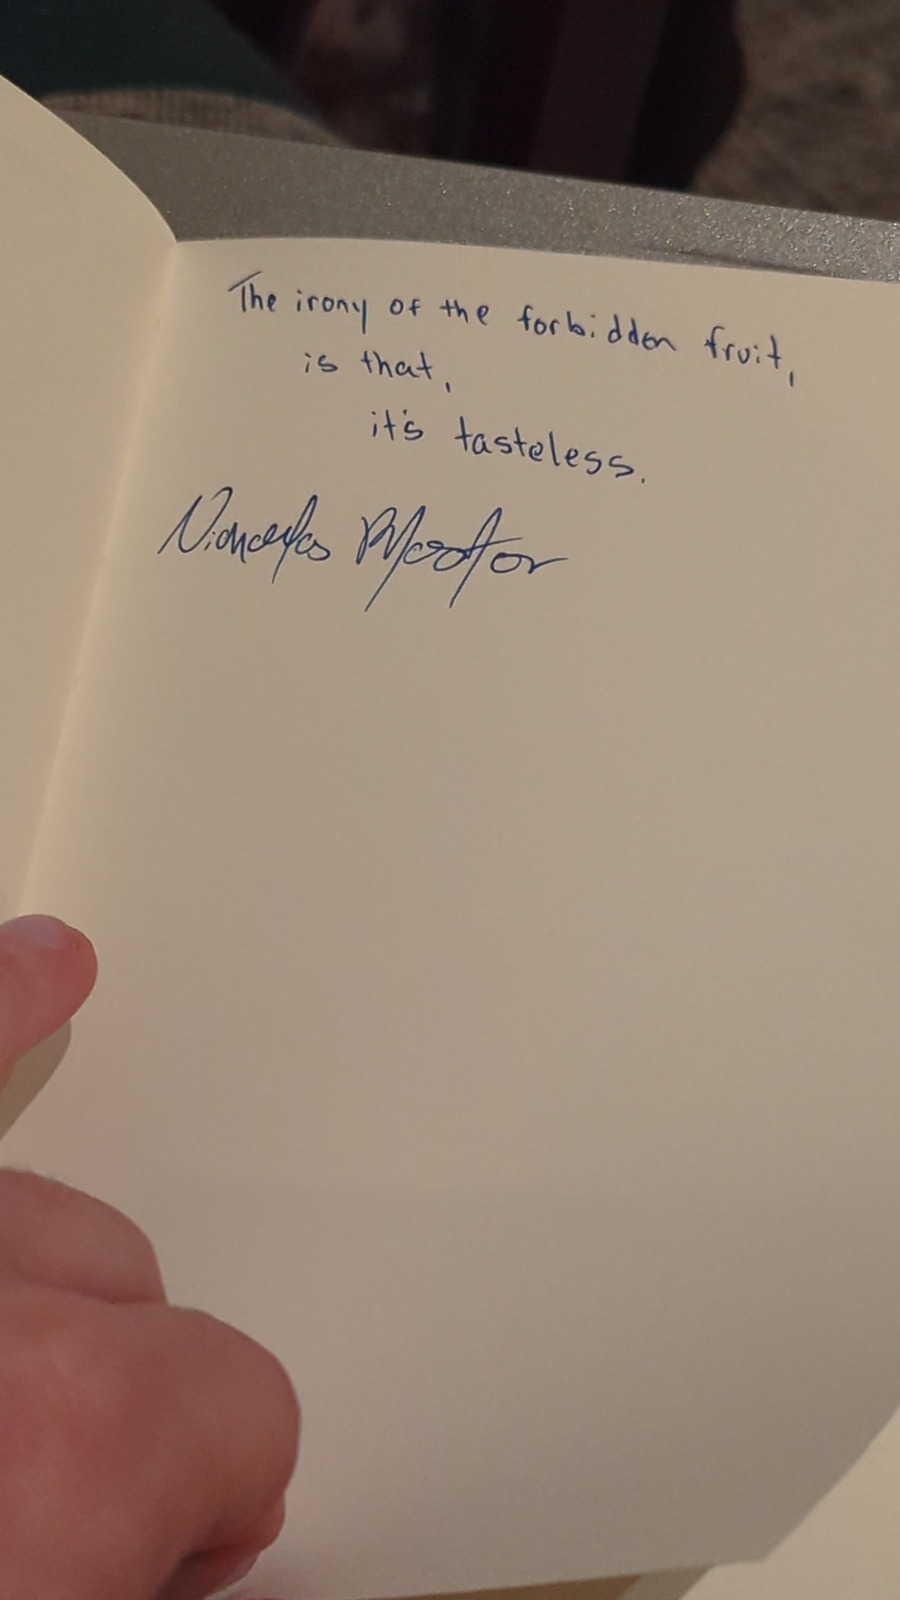 The irony of the forbidden fruit,
is that,
it's tasteless.